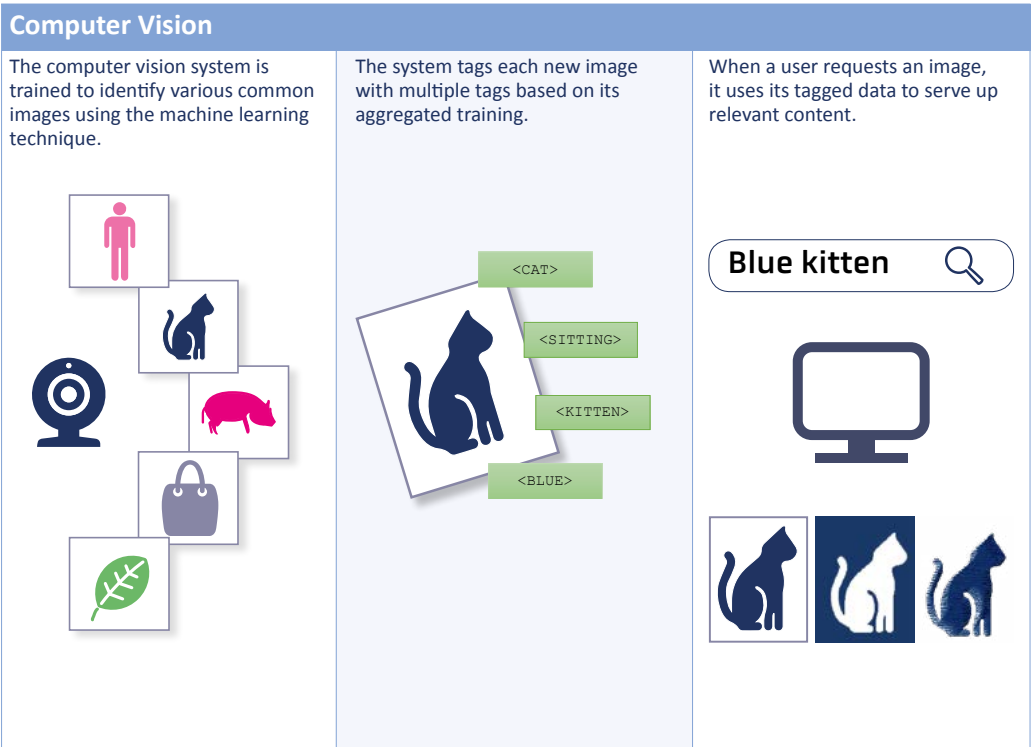 Computer Vision
The computer vision system is
trained to identify various common
images using the machine learning
technique.
The system tags each new image
with multiple tags based on its
aggregated training.
<CAT>
<SITTING>
<KITTEN>
<BLUE>
When a user requests an image,
it uses its tagged data to serve up
relevant content.
Blue kitten